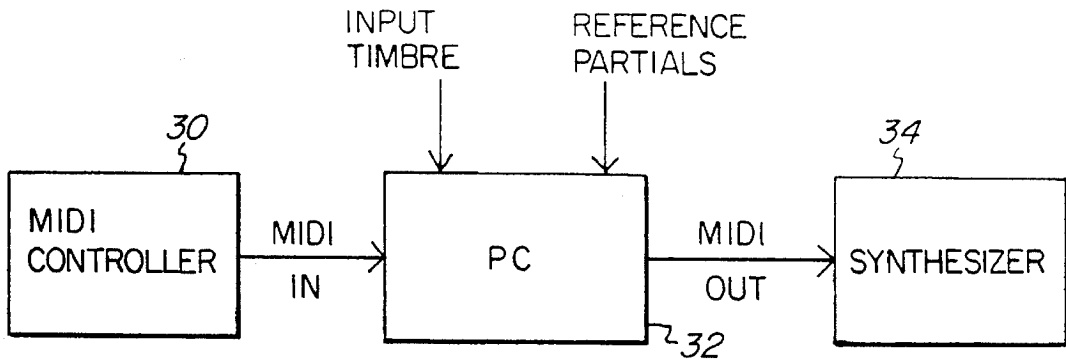 INPUT
TIMBRE
REFERENCE
PARTIALS
30
34
MIDI
CONTROLLER
MIDI
IN
PC
MIDI
OUT
SYNTHESIZER
32